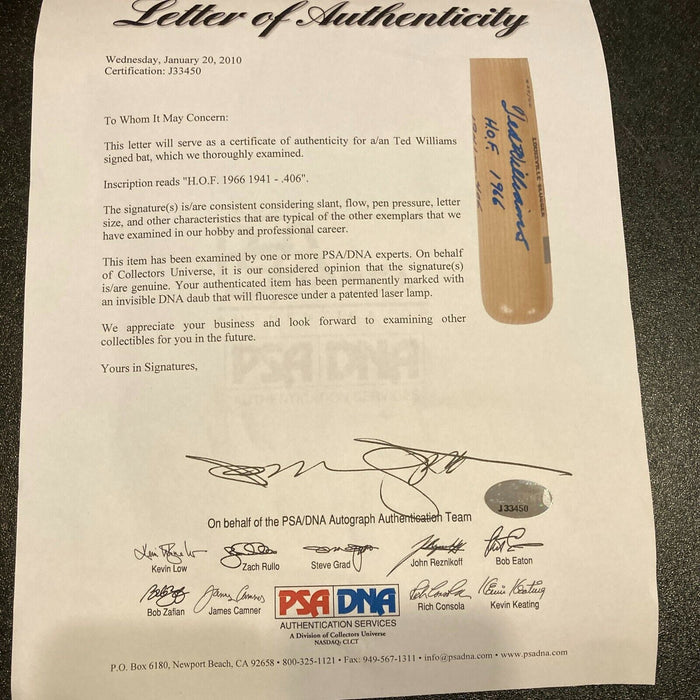 Letter of Authenticity
Wednesday, January 20, 2010
Certification: J33450
To Whom It May Concern:
This letter will serve as a certificate of authenticity for a/an Ted Williams
signed bat, which we thoroughly examined.
Inscription reads "H.O.F. 1966 1941 - .406".
The signature(s) is/are consistent considering slant, flow, pen pressure, letter
size, and other characteristics that are typical of the other exemplars that we
have examined in our hobby and professional career.
This item has been examined by one or more PSA/DNA experts. On behalf
of Collectors Universe, it is our considered opinion that the signature(s)
is/are genuine. Your authenticated item has been permanently marked with
an invisible DNA daub that will fluoresce under a patented laser lamp.
We appreciate your business and look forward to examining other
collectibles for you in the future.
Yours in Signatures,
Ted Williams
H.O.F. 1966
LOUISVILLE SLUGGER
PSA DNA
AUTHENTICATION SERVICES
J33450
On behalf of the PSA/DNA Autograph Authentication Team
Kevin Low
Zach Rullo
Steve Grad
John Reznikoff
Bob Eaton
Bob Zafian
James Camner
Rich Consola
Kevin Keating
PSA DNA
AUTHENTICATION SERVICES
A Division of Collectors Universe
NASDAQ: CLCT
P.O. Box 6180, Newport Beach, CA 92658 • 800-325-1121 • Fax: 949-567-1311 • info@psadna.com • www.psadna.com